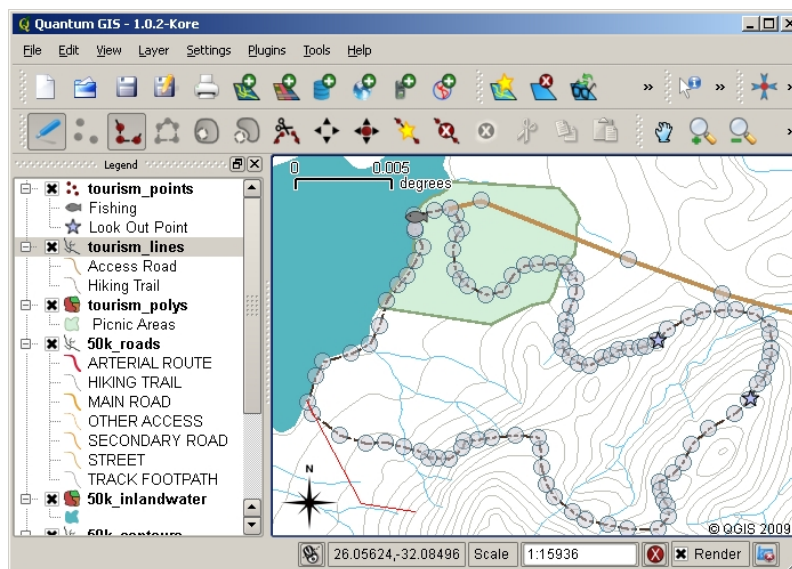 Quantum GIS - 1.0.2-Kore
File Edit View Layer Settings Plugins Tools Help
Legend
tourism_points
Fishing
Look Out Point
tourism_lines
Access Road
Hiking Trail
tourism_polys
Picnic Areas
50k_roads
ARTERIAL ROUTE
HIKING TRAIL
MAIN ROAD
OTHER ACCESS
SECONDARY ROAD
STREET
TRACK FOOTPATH
50k_inlandwater
50k_contours
0 0.005
degrees
N
© QGIS 2009
26.05624,-32.08496 Scale 1:15936 Render